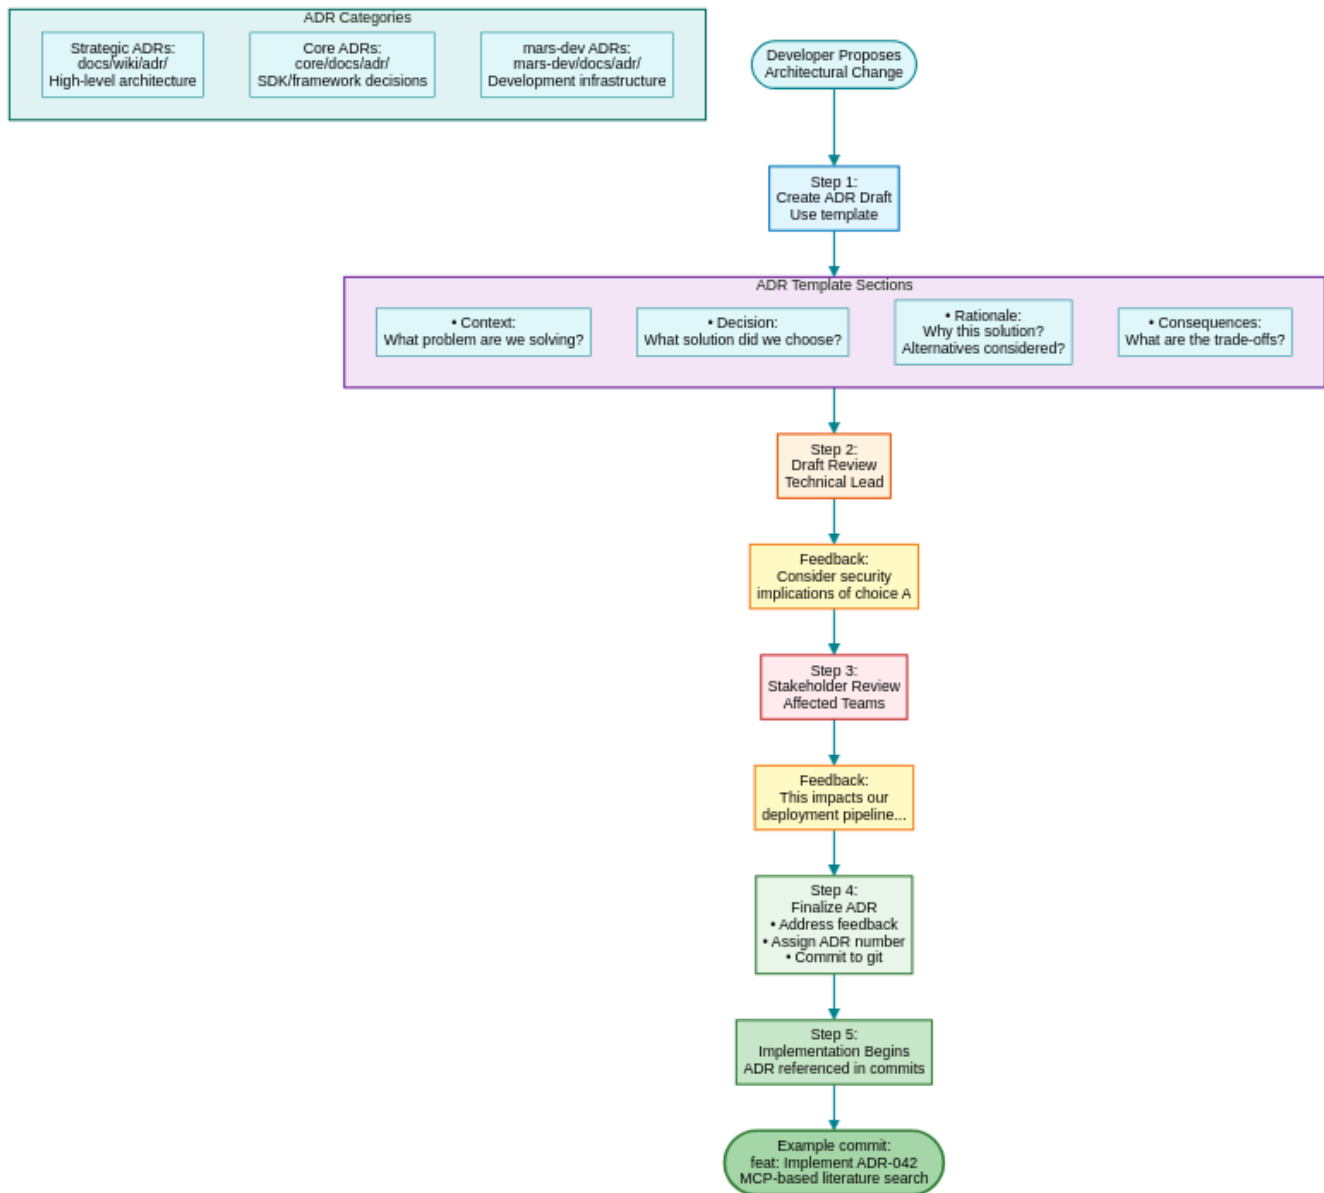 ADR Categories
Strategic ADRs:
docs/wiki/adr/
High-level architecture
Core ADRs:
core/docs/adr/
SDK/framework decisions
mars-dev ADRs:
mars-dev/docs/adr/
Development infrastructure
Developer Proposes
Architectural Change
Step 1:
Create ADR Draft
Use template
ADR Template Sections
• Context:
What problem are we solving?
• Decision:
What solution did we choose?
• Rationale:
Why this solution?
Alternatives considered?
• Consequences:
What are the trade-offs?
Step 2:
Draft Review
Technical Lead
Feedback:
Consider security
implications of choice A
Step 3:
Stakeholder Review
Affected Teams
Feedback:
This impacts our
deployment pipeline...
Step 4:
Finalize ADR
• Address feedback
• Assign ADR number
• Commit to git
Step 5:
Implementation Begins
ADR referenced in commits
Example commit:
feat: Implement ADR-042
MCP-based literature search